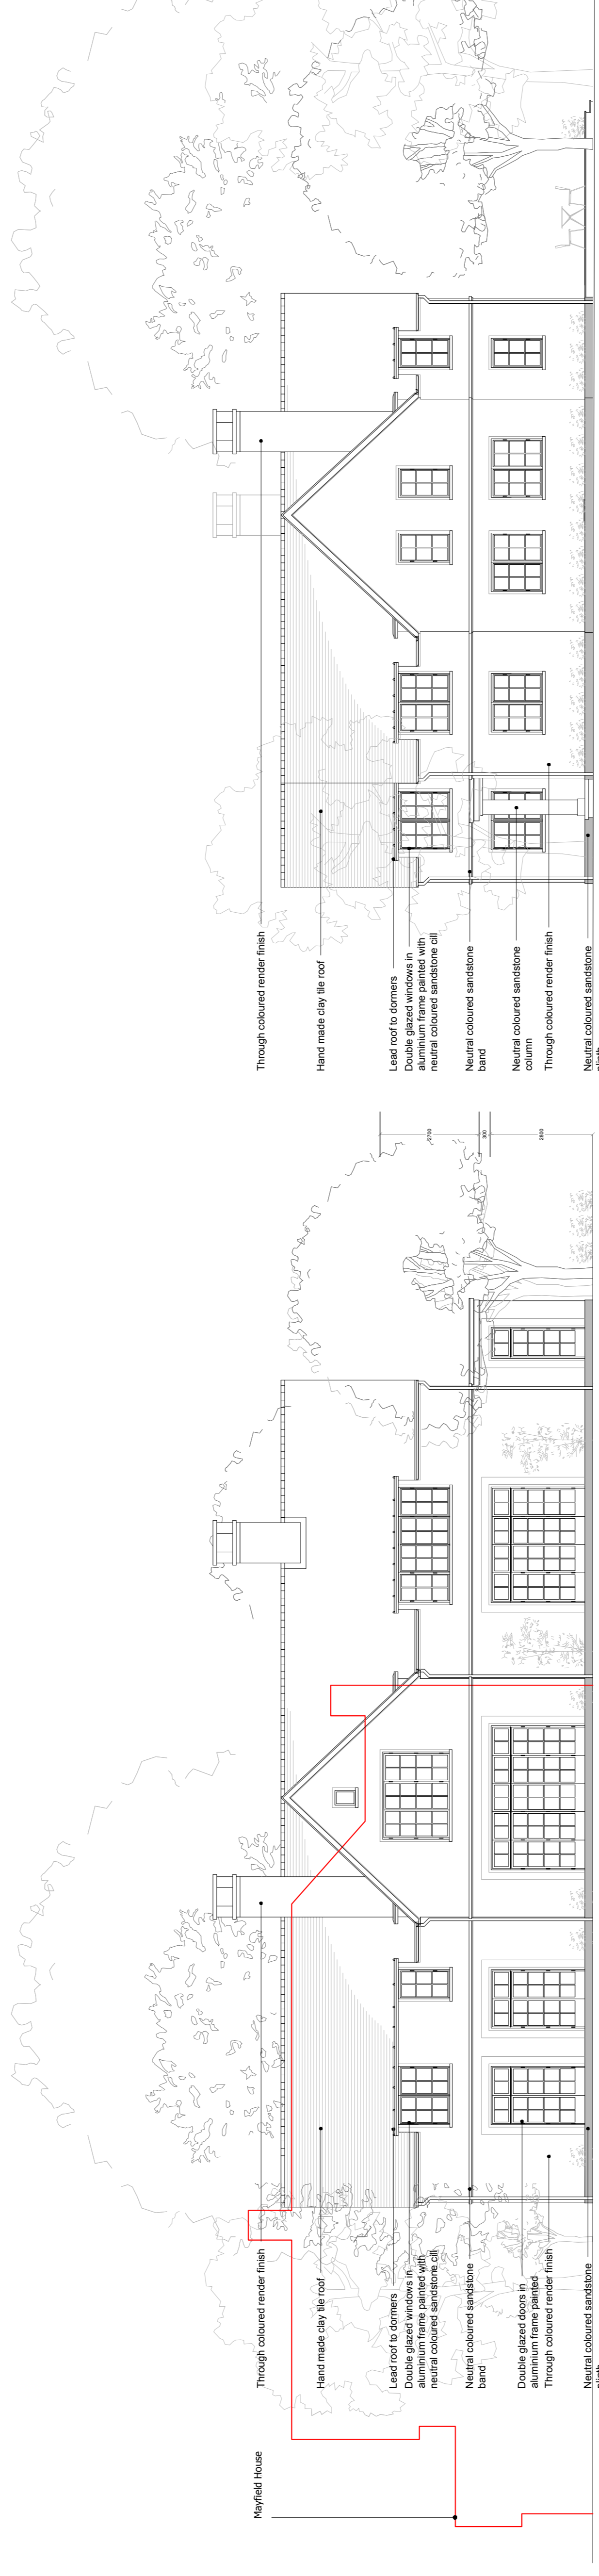 Mayfield House
Through coloured render finish
Hand made clay tile roof
Lead roof to dormers
Double glazed windows in
aluminium frame painted with
neutral coloured sandstone cill
Neutral coloured sandstone
band
Double glazed doors in
aluminium frame painted
Through coloured render finish
Neutral coloured sandstone
2700
300
2800
Through coloured render finish
Hand made clay tile roof
Lead roof to dormers
Double glazed windows in
aluminium frame painted with
neutral coloured sandstone cill
Neutral coloured sandstone
band
Neutral coloured sandstone
column
Through coloured render finish
Neutral coloured sandstone